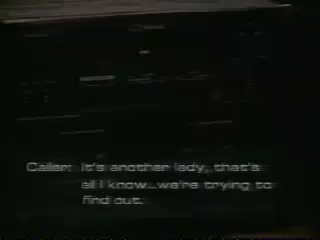 Caller: It's another lady, that's
all I know...we're trying to
find out.